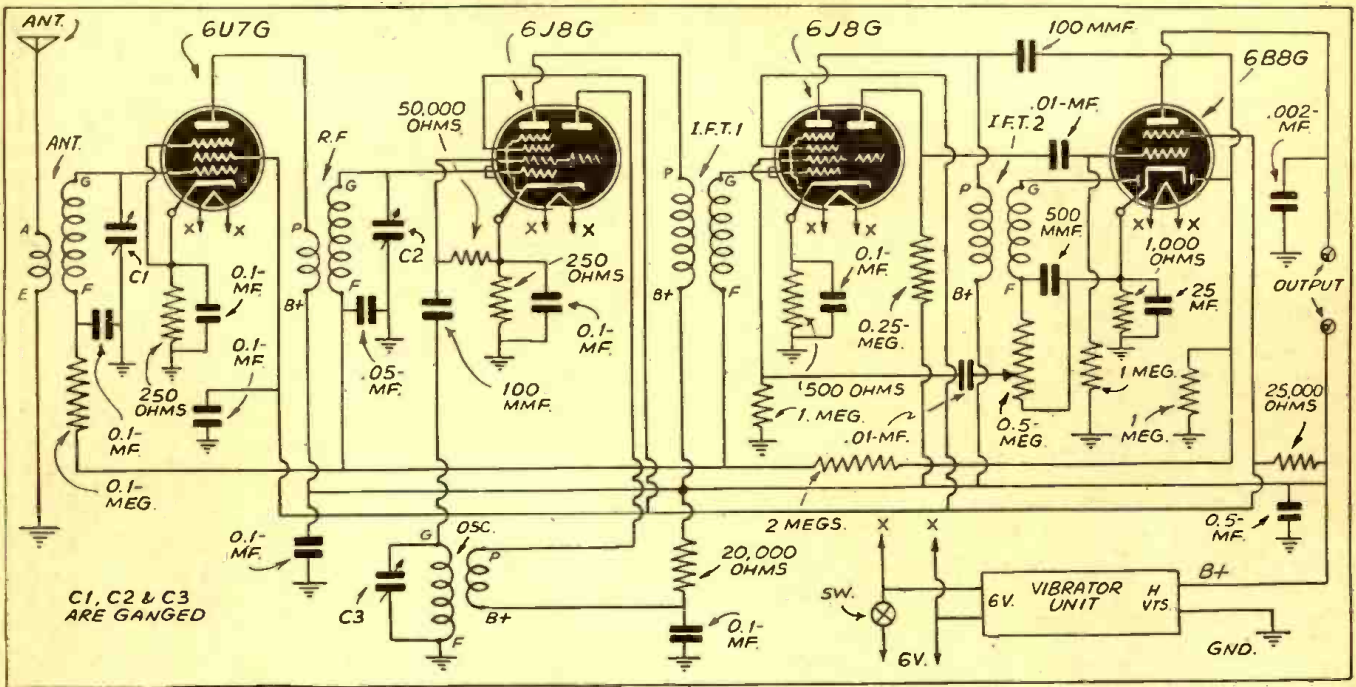 ANT.
6U7G
6J8G
6J8G
100 MMF.
6B8G
50,000
OHMS
.01-MF.
.002-
MF.
ANT.
R.F
I.F.T.1
I.F.T.2
G
G
G
G
P
P
P
A
E
F
F
F
F
B+
B+
B+
X
X
X
X
X
X
X
X
C1
C2
0.1-
MF.
250
OHMS
0.1-
MF.
0.1-
MF.
0.25-
MEG.
500
MMF.
1,000
OHMS
25
MF.
OUTPUT
0.1-
MF.
0.1-
MF.
250
OHMS
.05-
MF.
100
MMF.
500 OHMS
1. MEG.
.01-MF.
0.5-
MEG.
1 MEG.
1
MEG.
25,000
OHMS
0.1-
MEG.
2 MEGS.
0.1-
MF.
G
OSC.
P
C3
B+
F
20,000
OHMS
0.1-
MF.
X
X
0.5-
MF.
SW.
6V.
6V.
VIBRATOR
UNIT
H
VTS.
B+
GND.
C1, C2 & C3
ARE GANGED